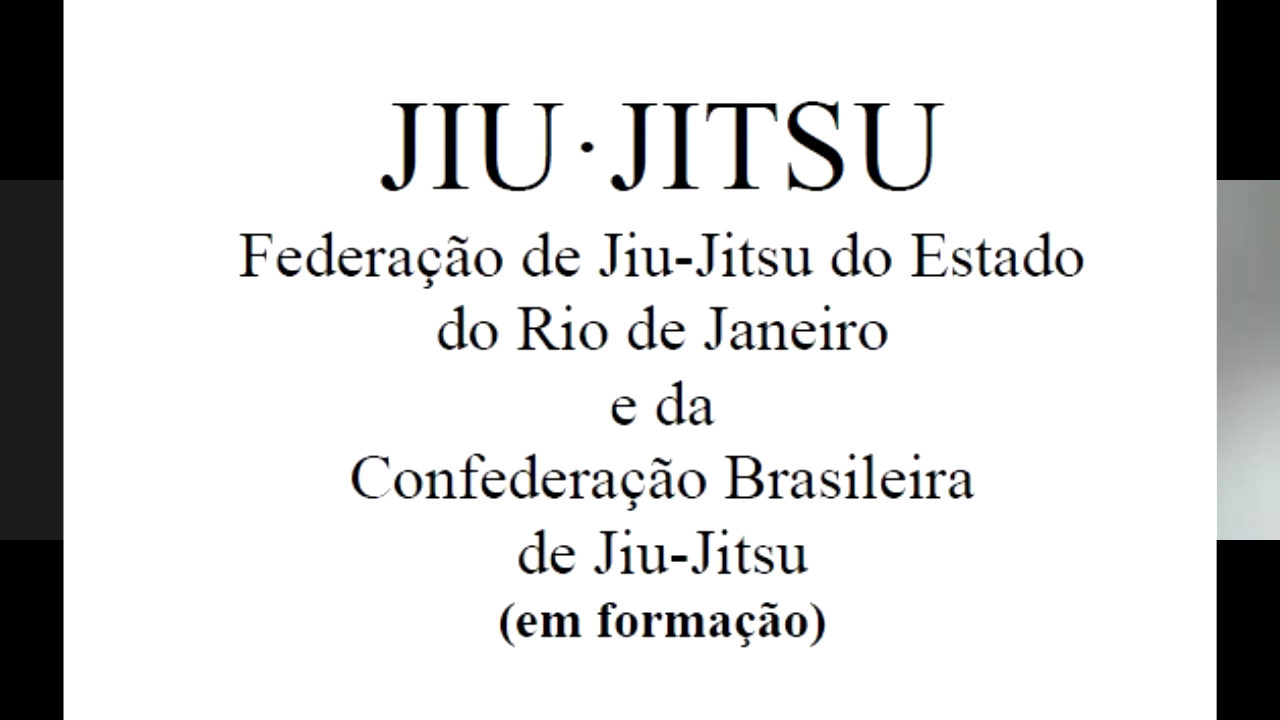 JIU·JITSU
Federação de Jiu-Jitsu do Estado
do Rio de Janeiro
e da
Confederação Brasileira
de Jiu-Jitsu
(em formação)